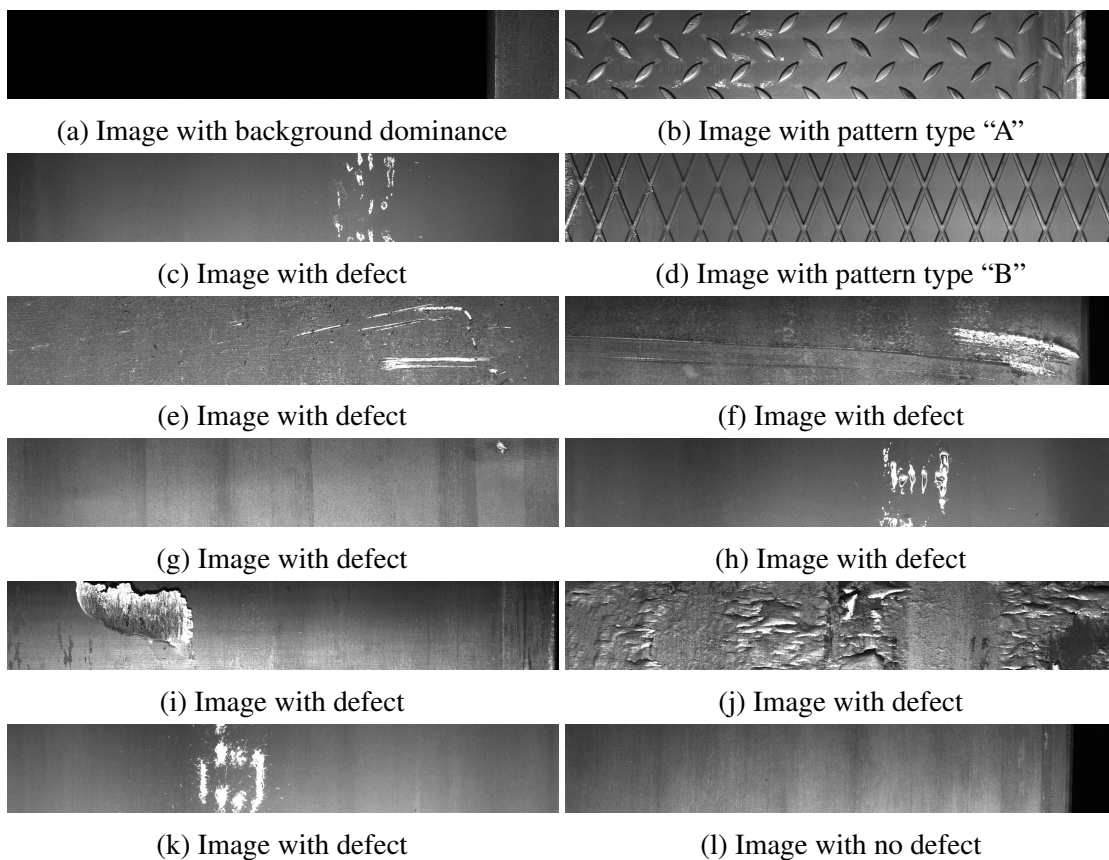 (a) Image with background dominance
(b) Image with pattern type “A”
(c) Image with defect
(d) Image with pattern type “B”
(e) Image with defect
(f) Image with defect
(g) Image with defect
(h) Image with defect
(i) Image with defect
(j) Image with defect
(k) Image with defect
(l) Image with no defect